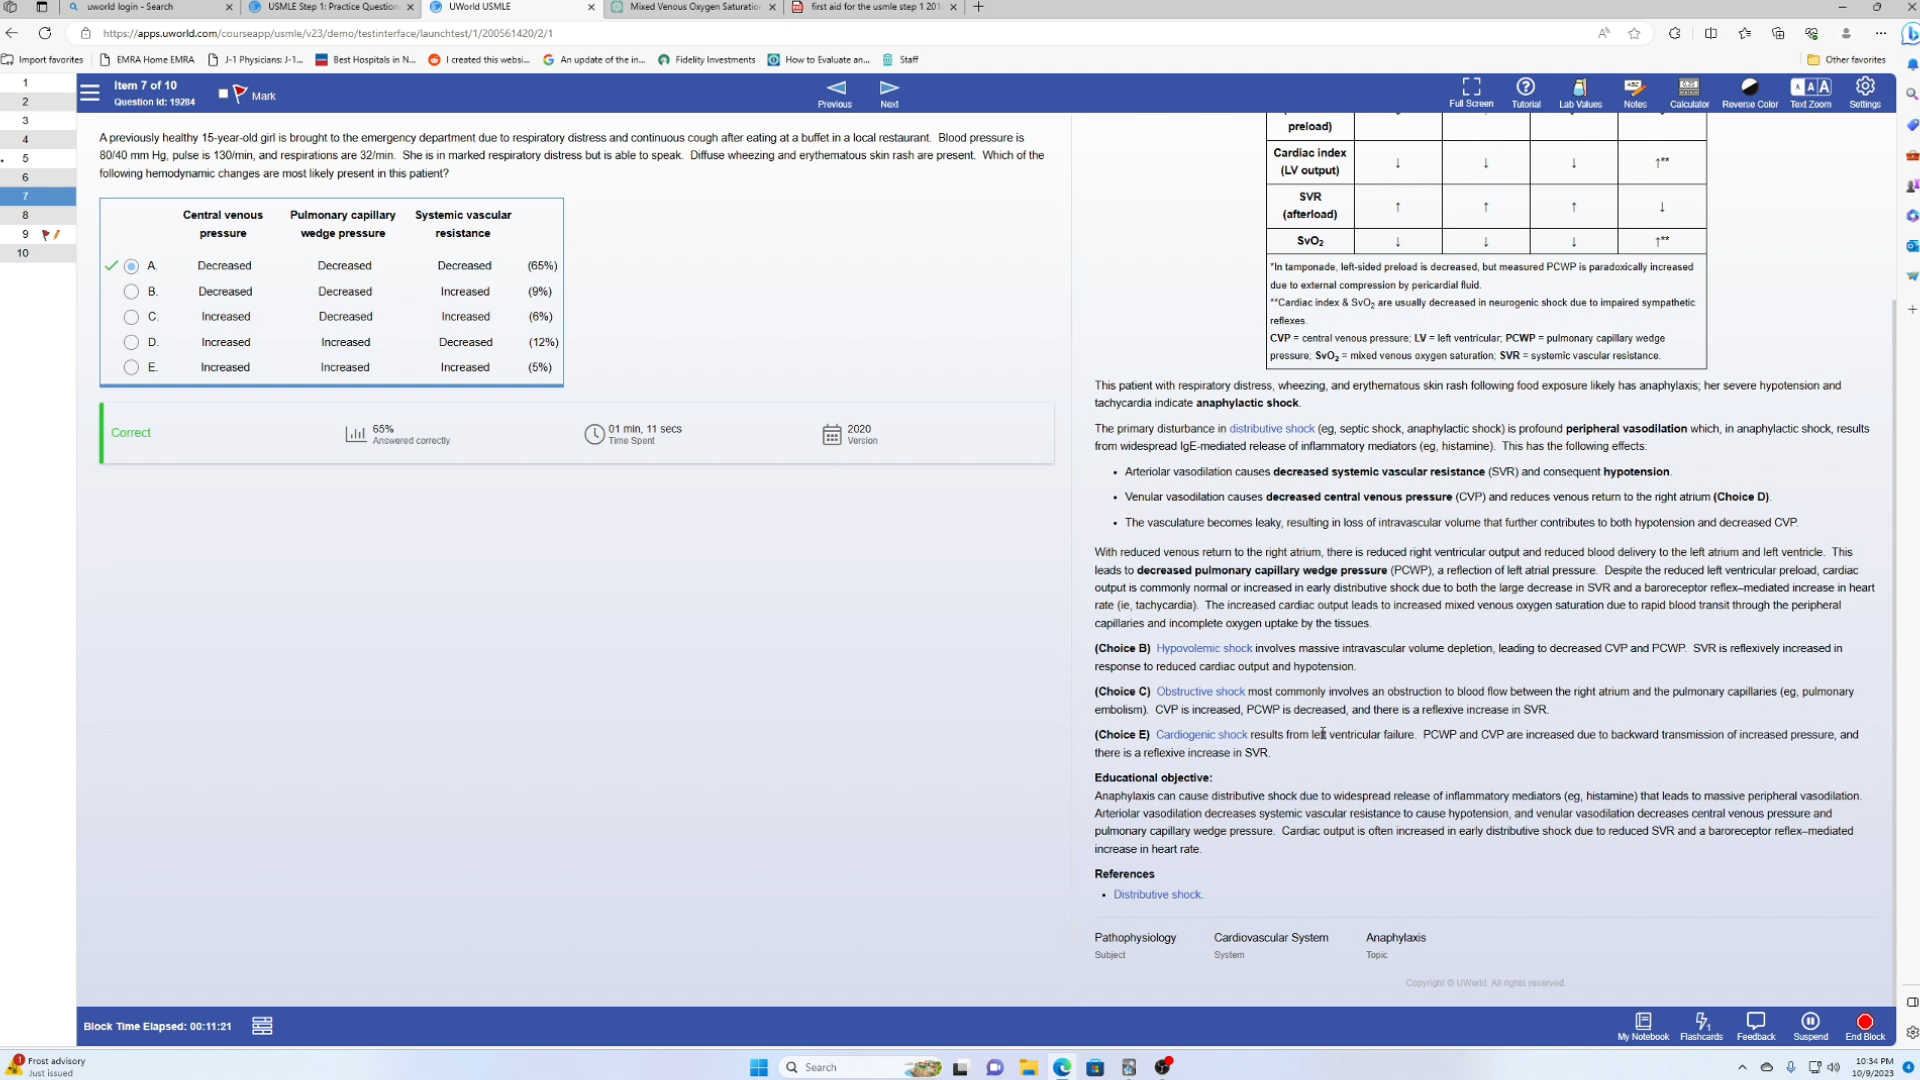 uworld login - Search
USMLE Step 1: Practice Question
UWorld USMLE
Mixed Venous Oxygen Saturatio
first aid for the usmle step 1 201
https://apps.uworld.com/courseapp/usmle/v23/demo/testinterface/launchtest/1/200561420/2/1
Import favorites
EMRA Home EMRA
J-1 Physicians: J-1...
Best Hospitals in N...
I created this websi...
An update of the in...
Fidelity Investments
How to Evaluate an...
Staff
Other favorites
1
2
3
4
5
6
7
8
9
10
Item 7 of 10
Question Id: 19284
Mark
Previous
Next
Full Screen
Tutorial
Lab Values
Notes
Calculator
Reverse Color
Text Zoom
Settings
A previously healthy 15-year-old girl is brought to the emergency department due to respiratory distress and continuous cough after eating at a buffet in a local restaurant. Blood pressure is
80/40 mm Hg, pulse is 130/min, and respirations are 32/min. She is in marked respiratory distress but is able to speak. Diffuse wheezing and erythematous skin rash are present. Which of the
following hemodynamic changes are most likely present in this patient?
Central venous pressure Pulmonary capillary wedge pressure Systemic vascular resistance
A. Decreased Decreased Decreased (65%)
B. Decreased Decreased Increased (9%)
C. Increased Decreased Increased (6%)
D. Increased Increased Decreased (12%)
E. Increased Increased Increased (5%)
Correct
65%
Answered correctly
01 min, 11 secs
Time Spent
2020
Version
preload)
Cardiac index (LV output) ↓ ↓ ↓ ↑**
SVR (afterload) ↑ ↑ ↑ ↓
SvO₂ ↓ ↓ ↓ ↑**
*In tamponade, left-sided preload is decreased, but measured PCWP is paradoxically increased
due to external compression by pericardial fluid.
**Cardiac index & SvO₂ are usually decreased in neurogenic shock due to impaired sympathetic
reflexes.
CVP = central venous pressure; LV = left ventricular; PCWP = pulmonary capillary wedge
pressure; SvO₂ = mixed venous oxygen saturation; SVR = systemic vascular resistance.
This patient with respiratory distress, wheezing, and erythematous skin rash following food exposure likely has anaphylaxis; her severe hypotension and
tachycardia indicate anaphylactic shock.
The primary disturbance in distributive shock (eg, septic shock, anaphylactic shock) is profound peripheral vasodilation which, in anaphylactic shock, results
from widespread IgE-mediated release of inflammatory mediators (eg, histamine). This has the following effects:
• Arteriolar vasodilation causes decreased systemic vascular resistance (SVR) and consequent hypotension.
• Venular vasodilation causes decreased central venous pressure (CVP) and reduces venous return to the right atrium (Choice D).
• The vasculature becomes leaky, resulting in loss of intravascular volume that further contributes to both hypotension and decreased CVP.
With reduced venous return to the right atrium, there is reduced right ventricular output and reduced blood delivery to the left atrium and left ventricle. This
leads to decreased pulmonary capillary wedge pressure (PCWP), a reflection of left atrial pressure. Despite the reduced left ventricular preload, cardiac
output is commonly normal or increased in early distributive shock due to both the large decrease in SVR and a baroreceptor reflex–mediated increase in heart
rate (ie, tachycardia). The increased cardiac output leads to increased mixed venous oxygen saturation due to rapid blood transit through the peripheral
capillaries and incomplete oxygen uptake by the tissues.
(Choice B) Hypovolemic shock involves massive intravascular volume depletion, leading to decreased CVP and PCWP. SVR is reflexively increased in
response to reduced cardiac output and hypotension.
(Choice C) Obstructive shock most commonly involves an obstruction to blood flow between the right atrium and the pulmonary capillaries (eg, pulmonary
embolism). CVP is increased, PCWP is decreased, and there is a reflexive increase in SVR.
(Choice E) Cardiogenic shock results from left ventricular failure. PCWP and CVP are increased due to backward transmission of increased pressure, and
there is a reflexive increase in SVR.
Educational objective:
Anaphylaxis can cause distributive shock due to widespread release of inflammatory mediators (eg, histamine) that leads to massive peripheral vasodilation.
Arteriolar vasodilation decreases systemic vascular resistance to cause hypotension, and venular vasodilation decreases central venous pressure and
pulmonary capillary wedge pressure. Cardiac output is often increased in early distributive shock due to reduced SVR and a baroreceptor reflex–mediated
increase in heart rate.
References
• Distributive shock.
Pathophysiology
Subject
Cardiovascular System
System
Anaphylaxis
Topic
Copyright © UWorld. All rights reserved.
Block Time Elapsed: 00:11:21
My Notebook
Flashcards
Feedback
Suspend
End Block
Frost advisory
Just issued
Search
10:34 PM
10/9/2023